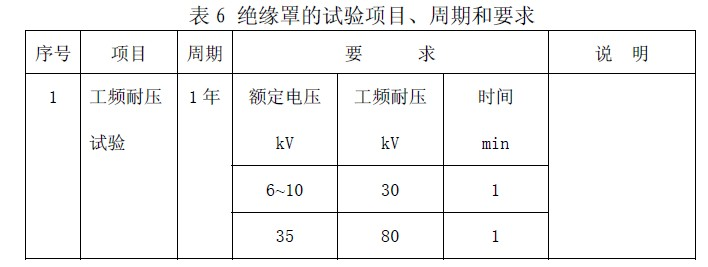 表 6 绝缘罩的试验项目、周期和要求
序号 项目 周期 要 求 说 明
1 工频耐压 1 年 额定电压 工频耐压 时间
试验 kV kV min
6~10 30 1
35 80 1